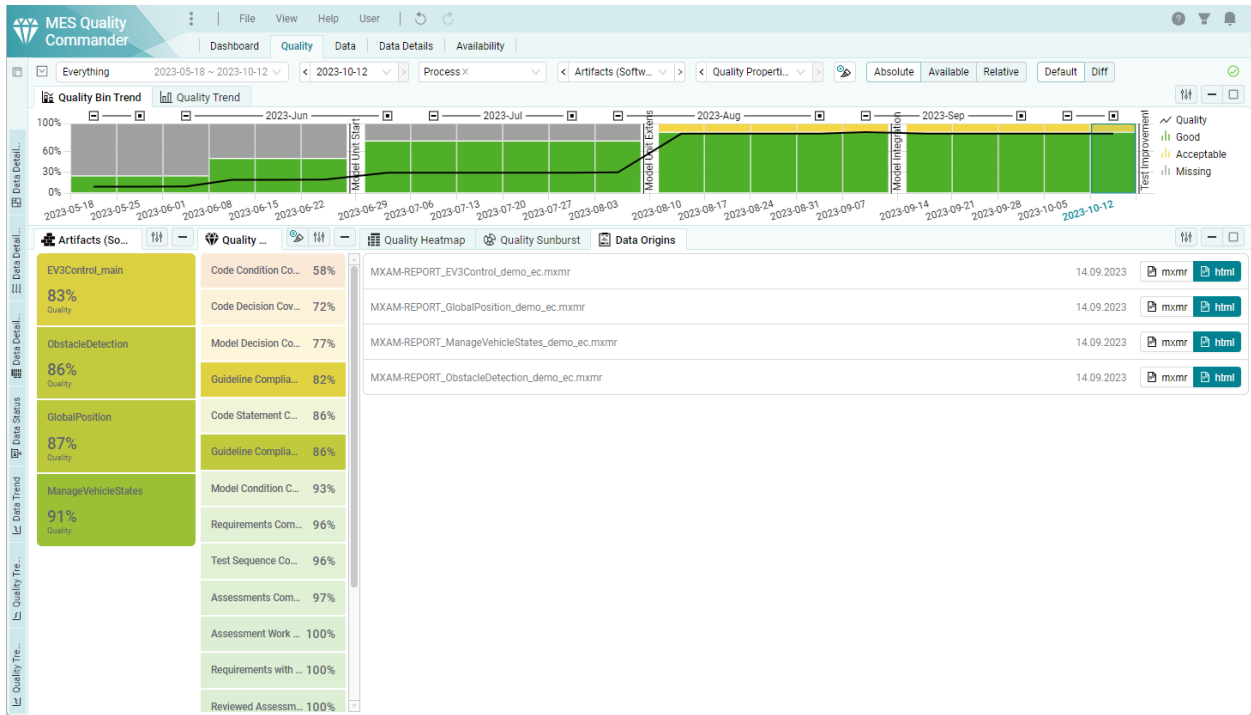 MES Quality
Commander
File View Help User
Dashboard Quality Data Data Details Availability
Everything 2023-05-18 ~ 2023-10-12 2023-10-12 Process Artifacts (Softw... Quality Properti... Absolute Available Relative Default Diff
Quality Bin Trend Quality Trend
2023-Jun 2023-Jul 2023-Aug 2023-Sep
100%
60%
30%
0%
Model Unit Start
Model Unit Extens
Model Integration
Test Improvement
Quality
Good
Acceptable
Missing
2023-05-18 2023-05-25 2023-06-01 2023-06-08 2023-06-15 2023-06-22 2023-06-29 2023-07-06 2023-07-13 2023-07-20 2023-07-27 2023-08-03 2023-08-10 2023-08-17 2023-08-24 2023-08-31 2023-09-07 2023-09-14 2023-09-21 2023-09-28 2023-10-05 2023-10-12
Data Detail...
Data Detail...
Data Detail...
Data Status
Data Trend
Quality Tre...
Quality Tre...
Artifacts (So...
EV3Control_main
83%
Quality
ObstacleDetection
86%
Quality
GlobalPosition
87%
Quality
ManageVehicleStates
91%
Quality
Quality ...
Code Condition Co... 58%
Code Decision Cov... 72%
Model Decision Co... 77%
Guideline Complia... 82%
Code Statement C... 86%
Guideline Complia... 86%
Model Condition C... 93%
Requirements Com... 96%
Test Sequence Co... 96%
Assessments Com... 97%
Assessment Work ... 100%
Requirements with ... 100%
Reviewed Assessm... 100%
Quality Heatmap Quality Sunburst Data Origins
MXAM-REPORT_EV3Control_demo_ec.mxmr 14.09.2023 mxmr html
MXAM-REPORT_GlobalPosition_demo_ec.mxmr 14.09.2023 mxmr html
MXAM-REPORT_ManageVehicleStates_demo_ec.mxmr 14.09.2023 mxmr html
MXAM-REPORT_ObstacleDetection_demo_ec.mxmr 14.09.2023 mxmr html